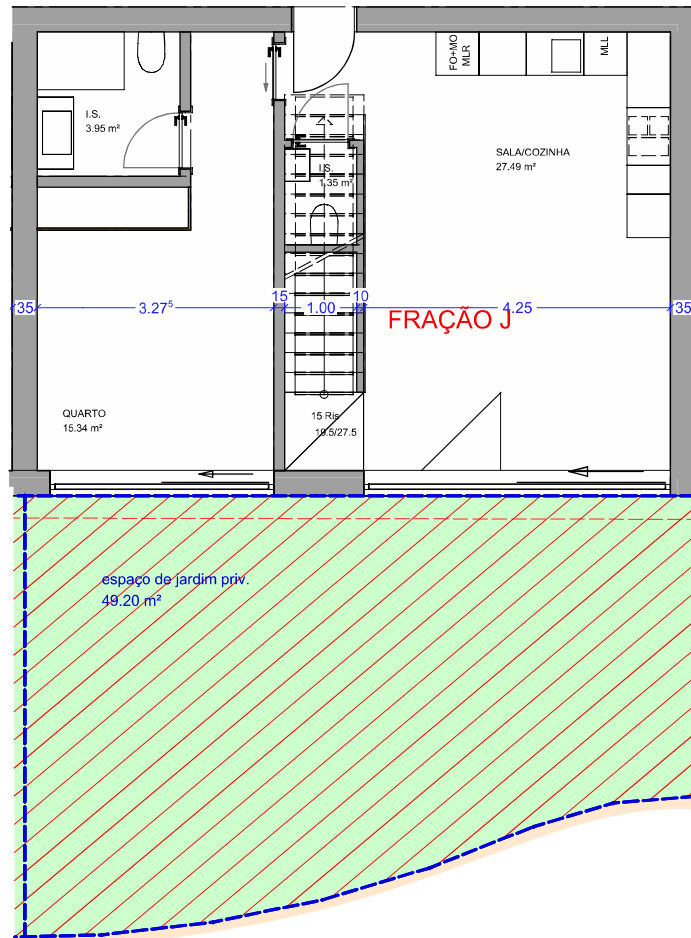 FO+MO
MLR
MLL
I.S.
3.95 m²
SALA/COZINHA
27.49 m²
I.S.
1.35 m²
35
3.27⁵
15
1.00
10
4.25
35
FRAÇÃO J
QUARTO
15.34 m²
15 Ris
19.5/27.5
espaço de jardim priv.
49.20 m²